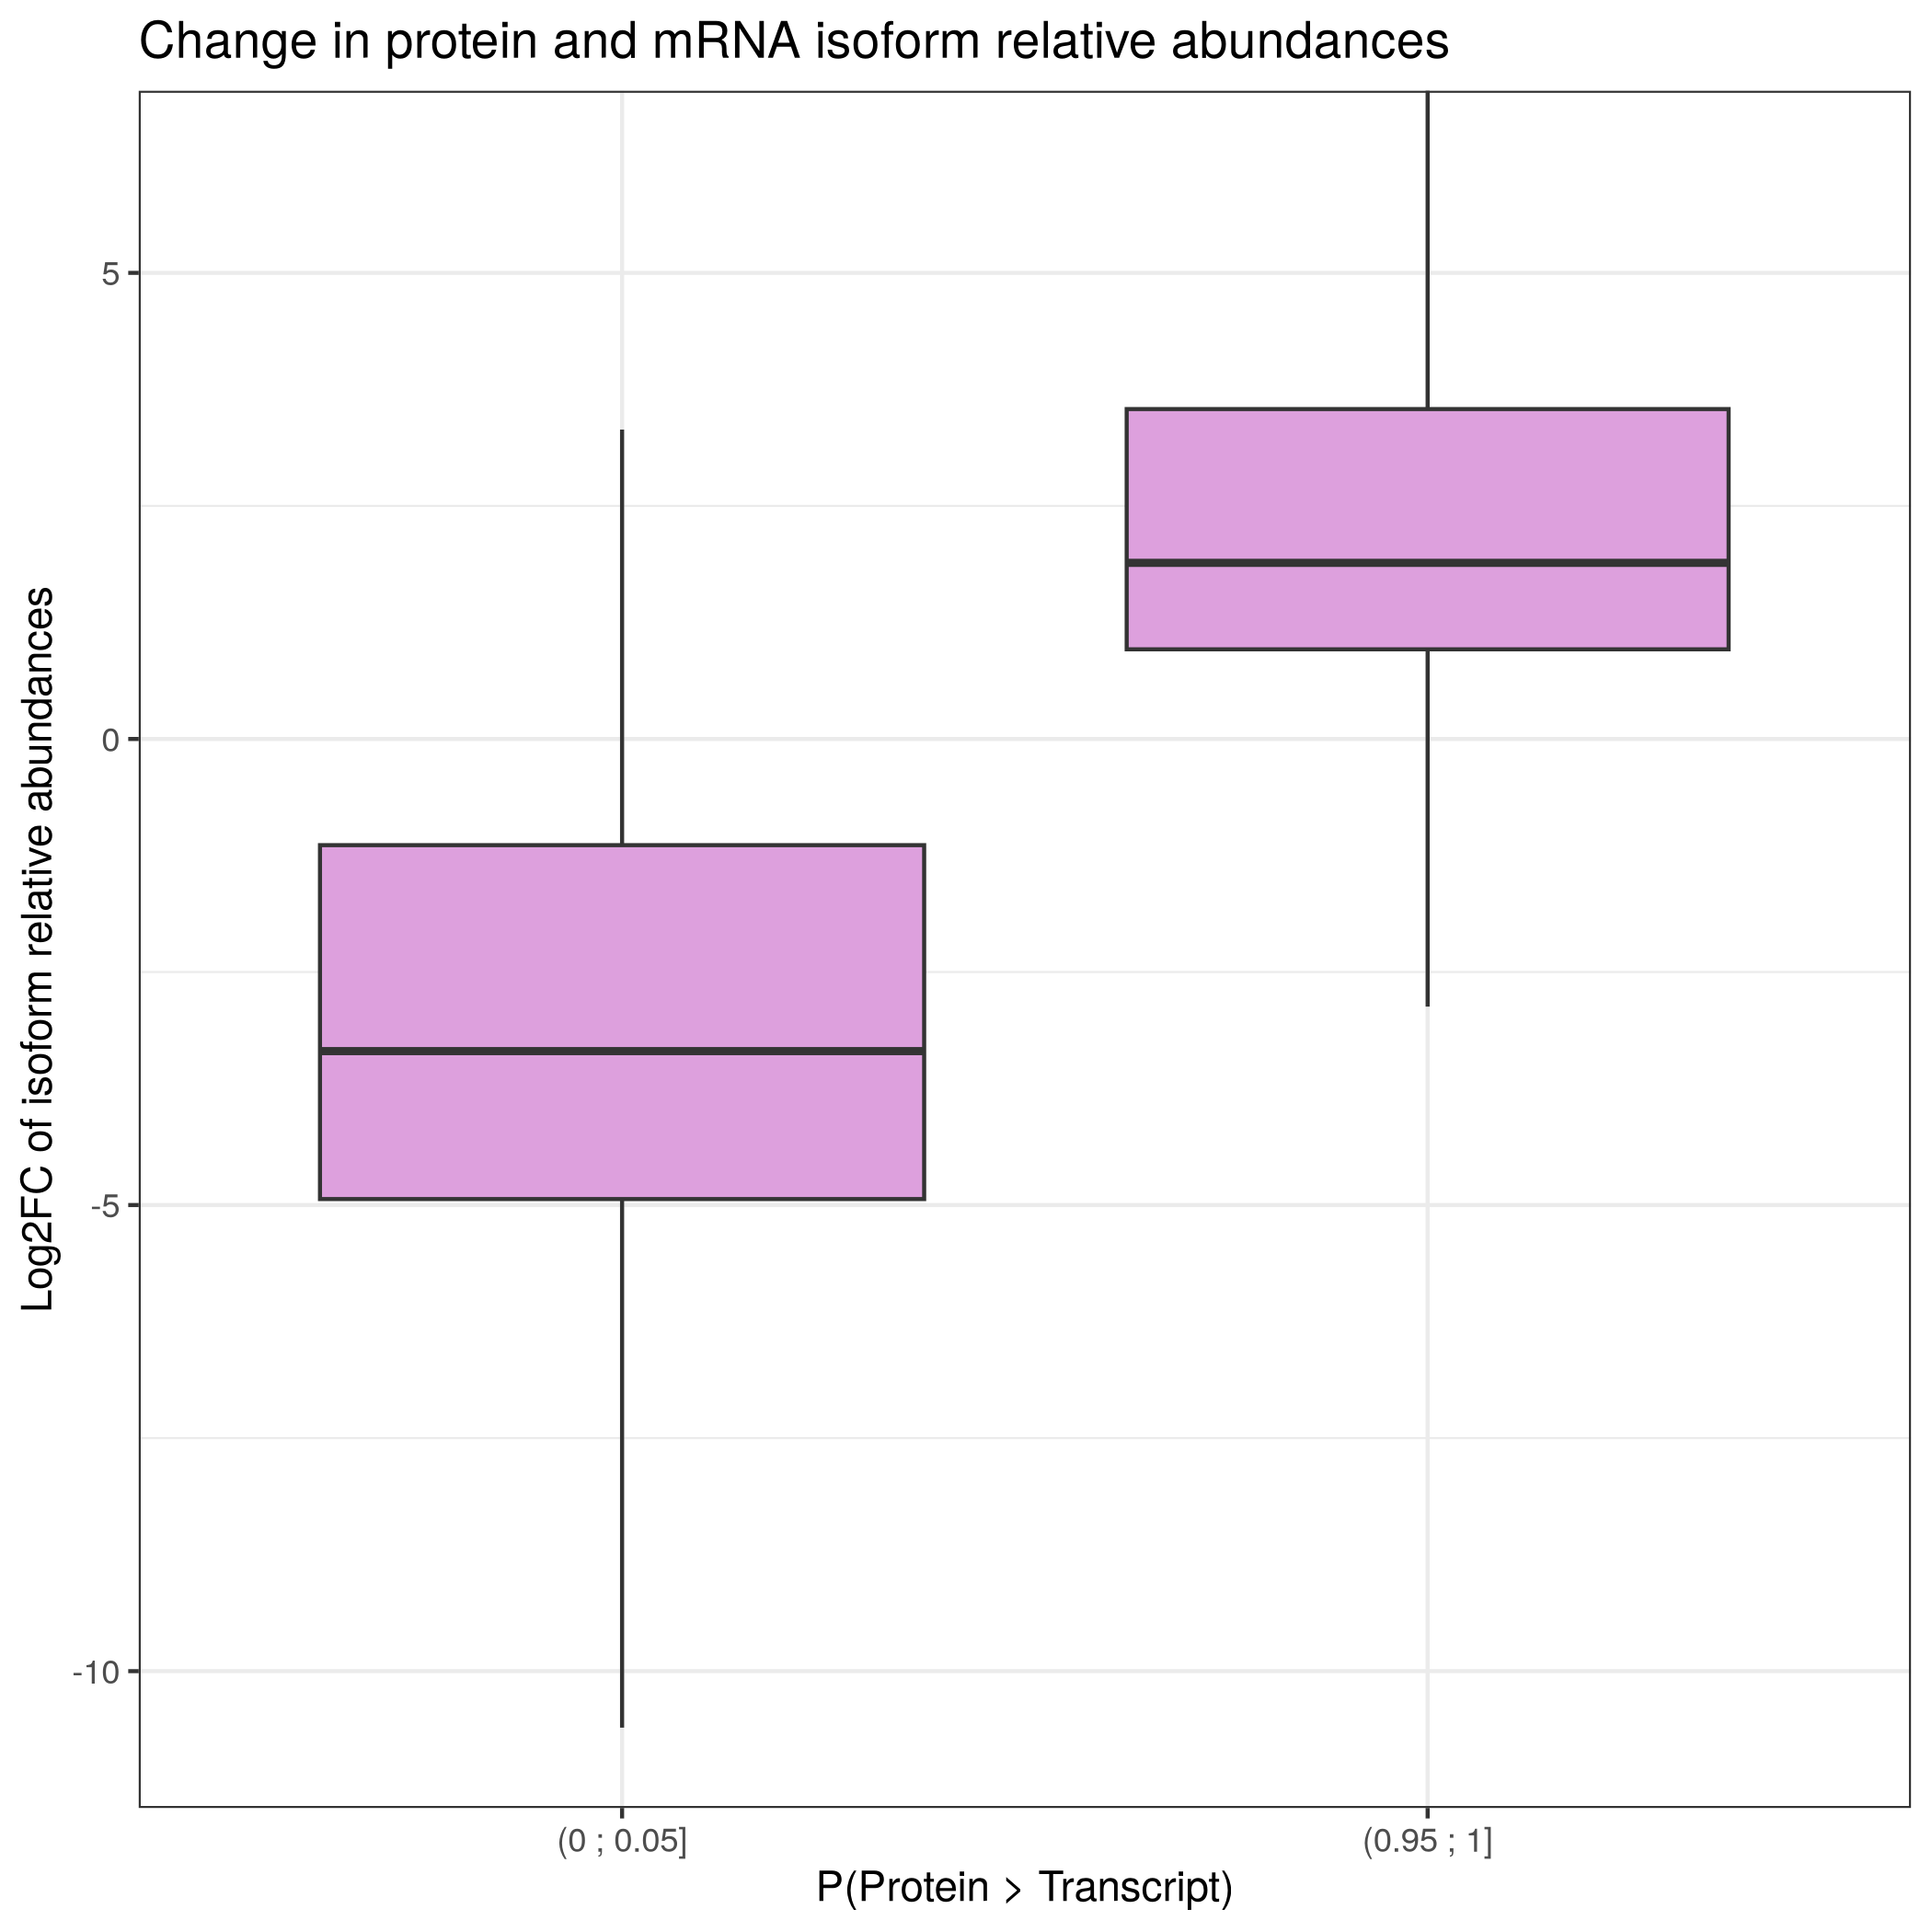 Change in protein and mRNA isoform relative abundances
Log2FC of isoform relative abundances
5
0
-5
-10
(0 ; 0.05]
(0.95 ; 1]
P(Protein > Transcript)